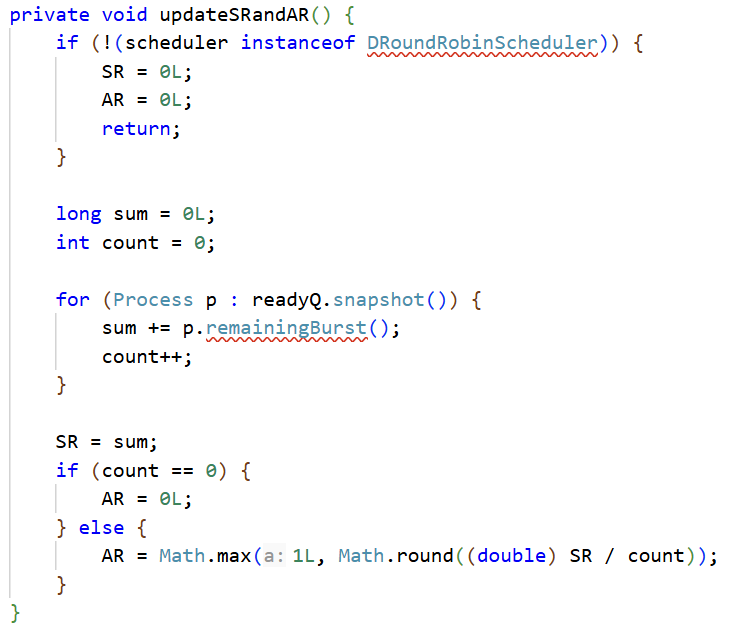 private void updateSRandAR() {
    if (!(scheduler instanceof DRoundRobinScheduler)) {
        SR = 0L;
        AR = 0L;
        return;
    }

    long sum = 0L;
    int count = 0;

    for (Process p : readyQ.snapshot()) {
        sum += p.remainingBurst();
        count++;
    }

    SR = sum;
    if (count == 0) {
        AR = 0L;
    } else {
        AR = Math.max(a: 1L, Math.round((double) SR / count));
    }
}